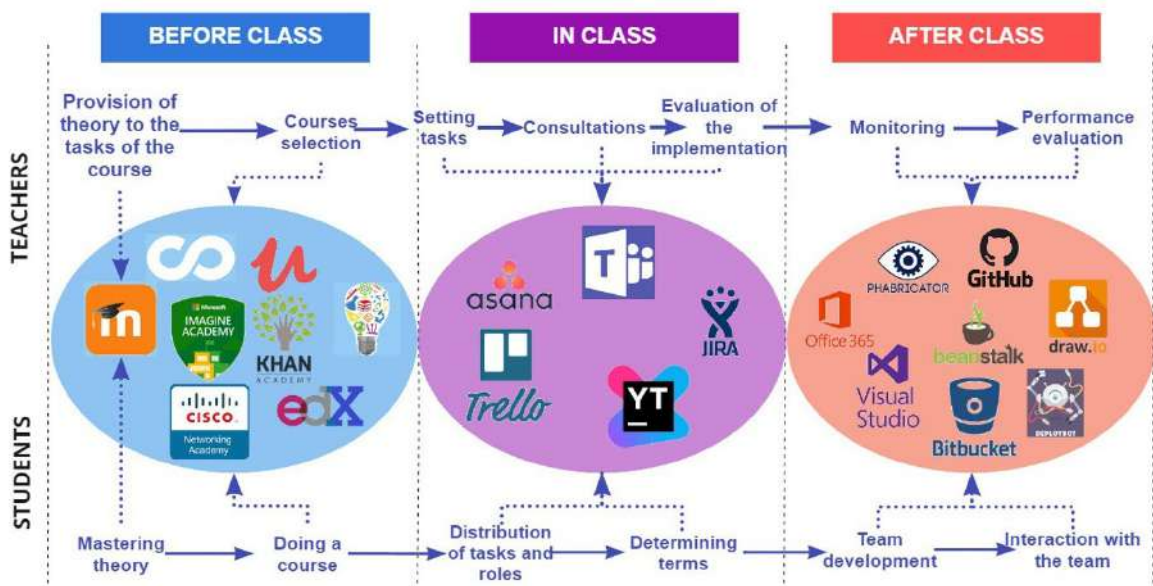 BEFORE CLASS
IN CLASS
AFTER CLASS
TEACHERS
Provision of
theory to the
tasks of the
course
Courses
selection
Setting
tasks
Consultations
Evaluation of
the
implementation
Monitoring
Performance
evaluation
m
Microsoft
IMAGINE
ACADEMY
KHAN
ACADEMY
CISCO
Networking
Academy
edX
asana
T
Trello
JIRA
YT
PHABRICATOR
GitHub
Office 365
beanstalk
draw.io
Visual
Studio
Bitbucket
DEPLOYBOT
STUDENTS
Mastering
theory
Doing a
course
Distribution
of tasks and
roles
Determining
terms
Team
development
Interaction with
the team